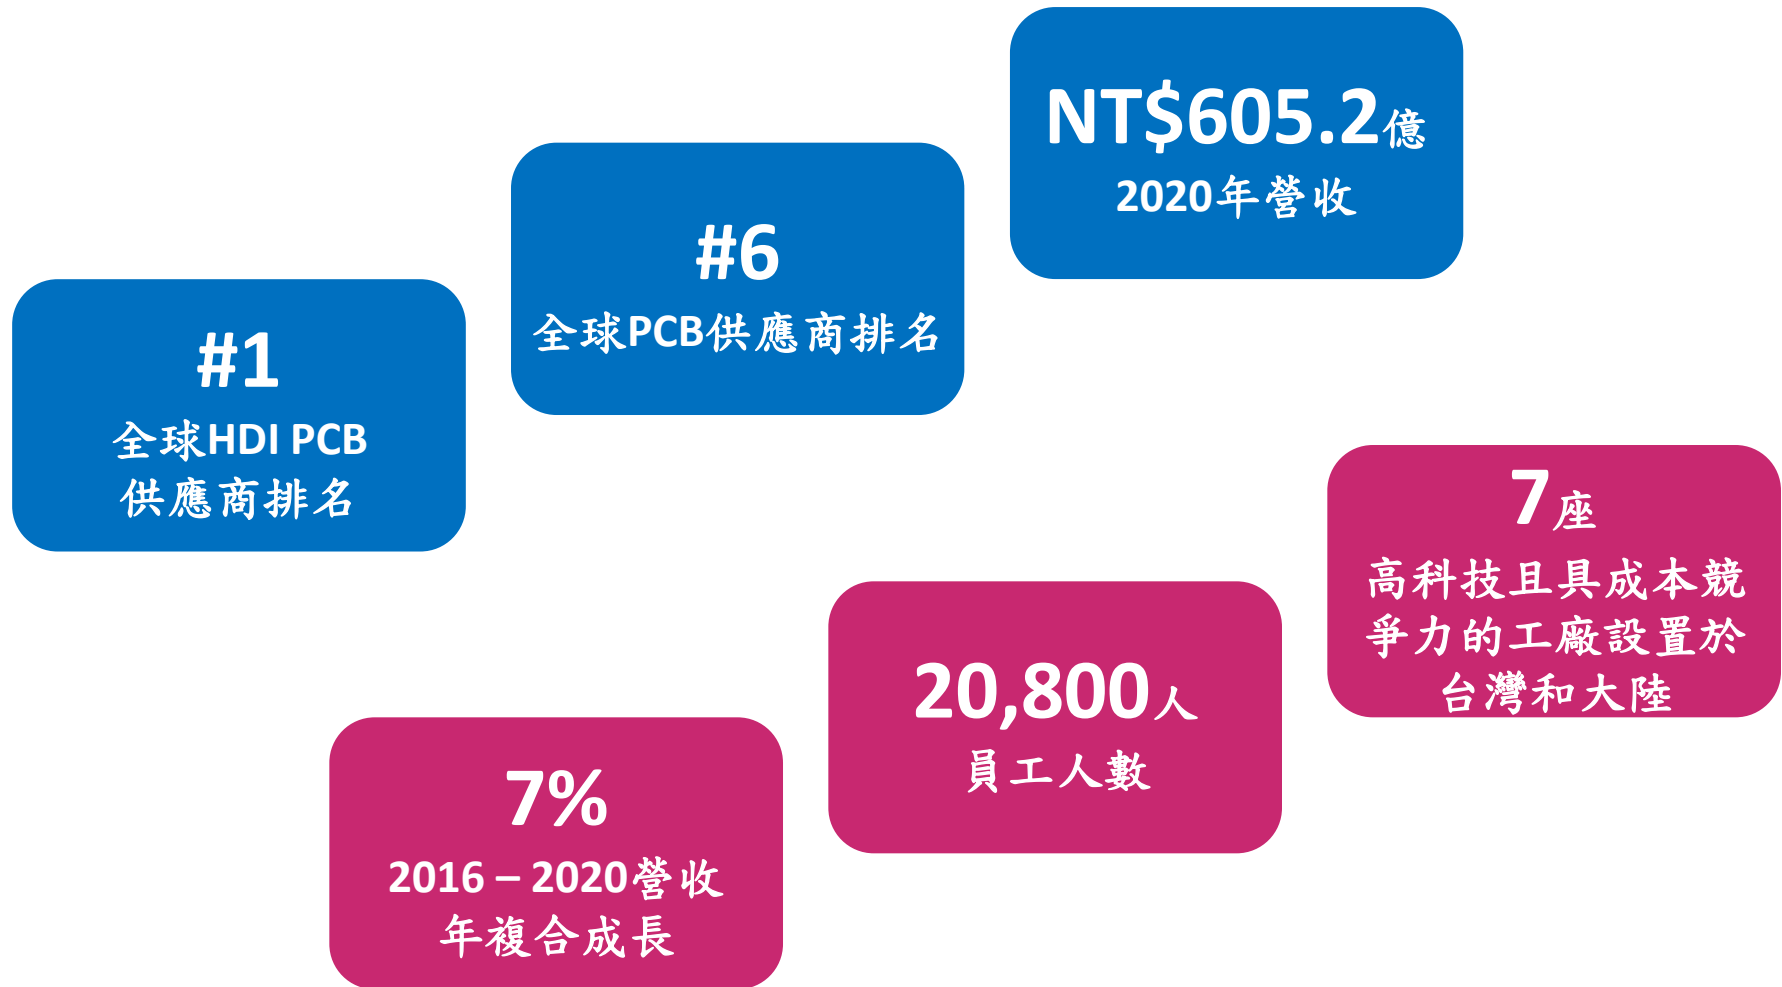 #1
全球HDI PCB
供應商排名
#6
全球PCB供應商排名
NT$605.2億
2020年營收
7%
2016 – 2020營收
年複合成長
20,800人
員工人數
7座
高科技且具成本競
爭力的工廠設置於
台灣和大陸